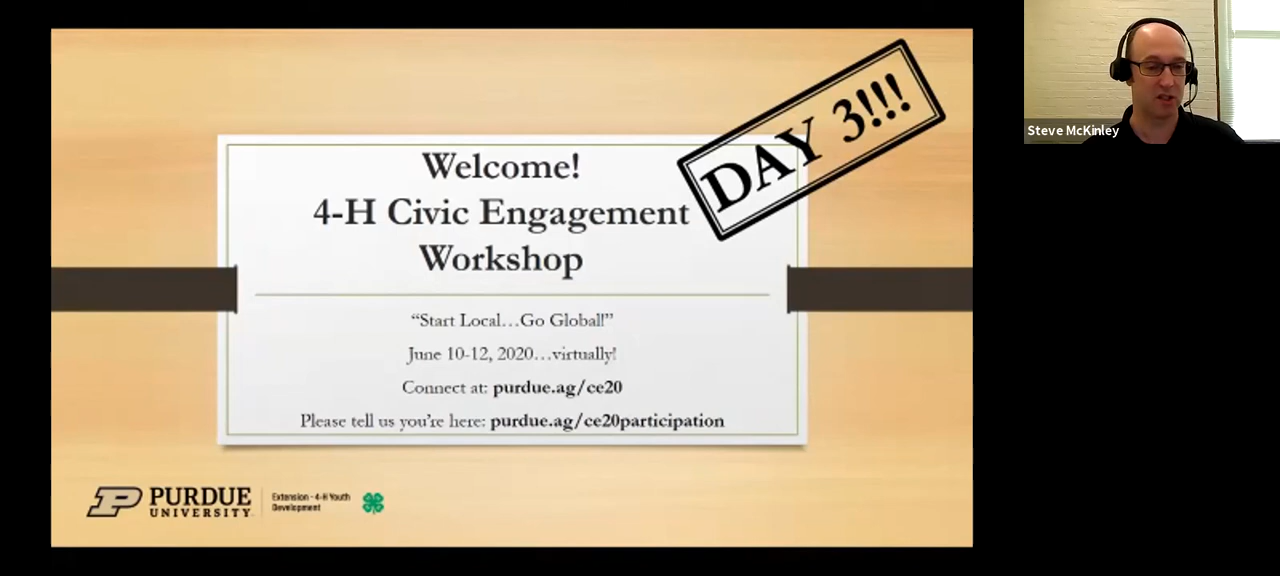 DAY 3!!!
Welcome!
4-H Civic Engagement
Workshop
“Start Local…Go Global!”
June 10-12, 2020…virtually!
Connect at: purdue.ag/ce20
Please tell us you’re here: purdue.ag/ce20participation
PURDUE
UNIVERSITY.
Extension - 4-H Youth
Development
Steve McKinley